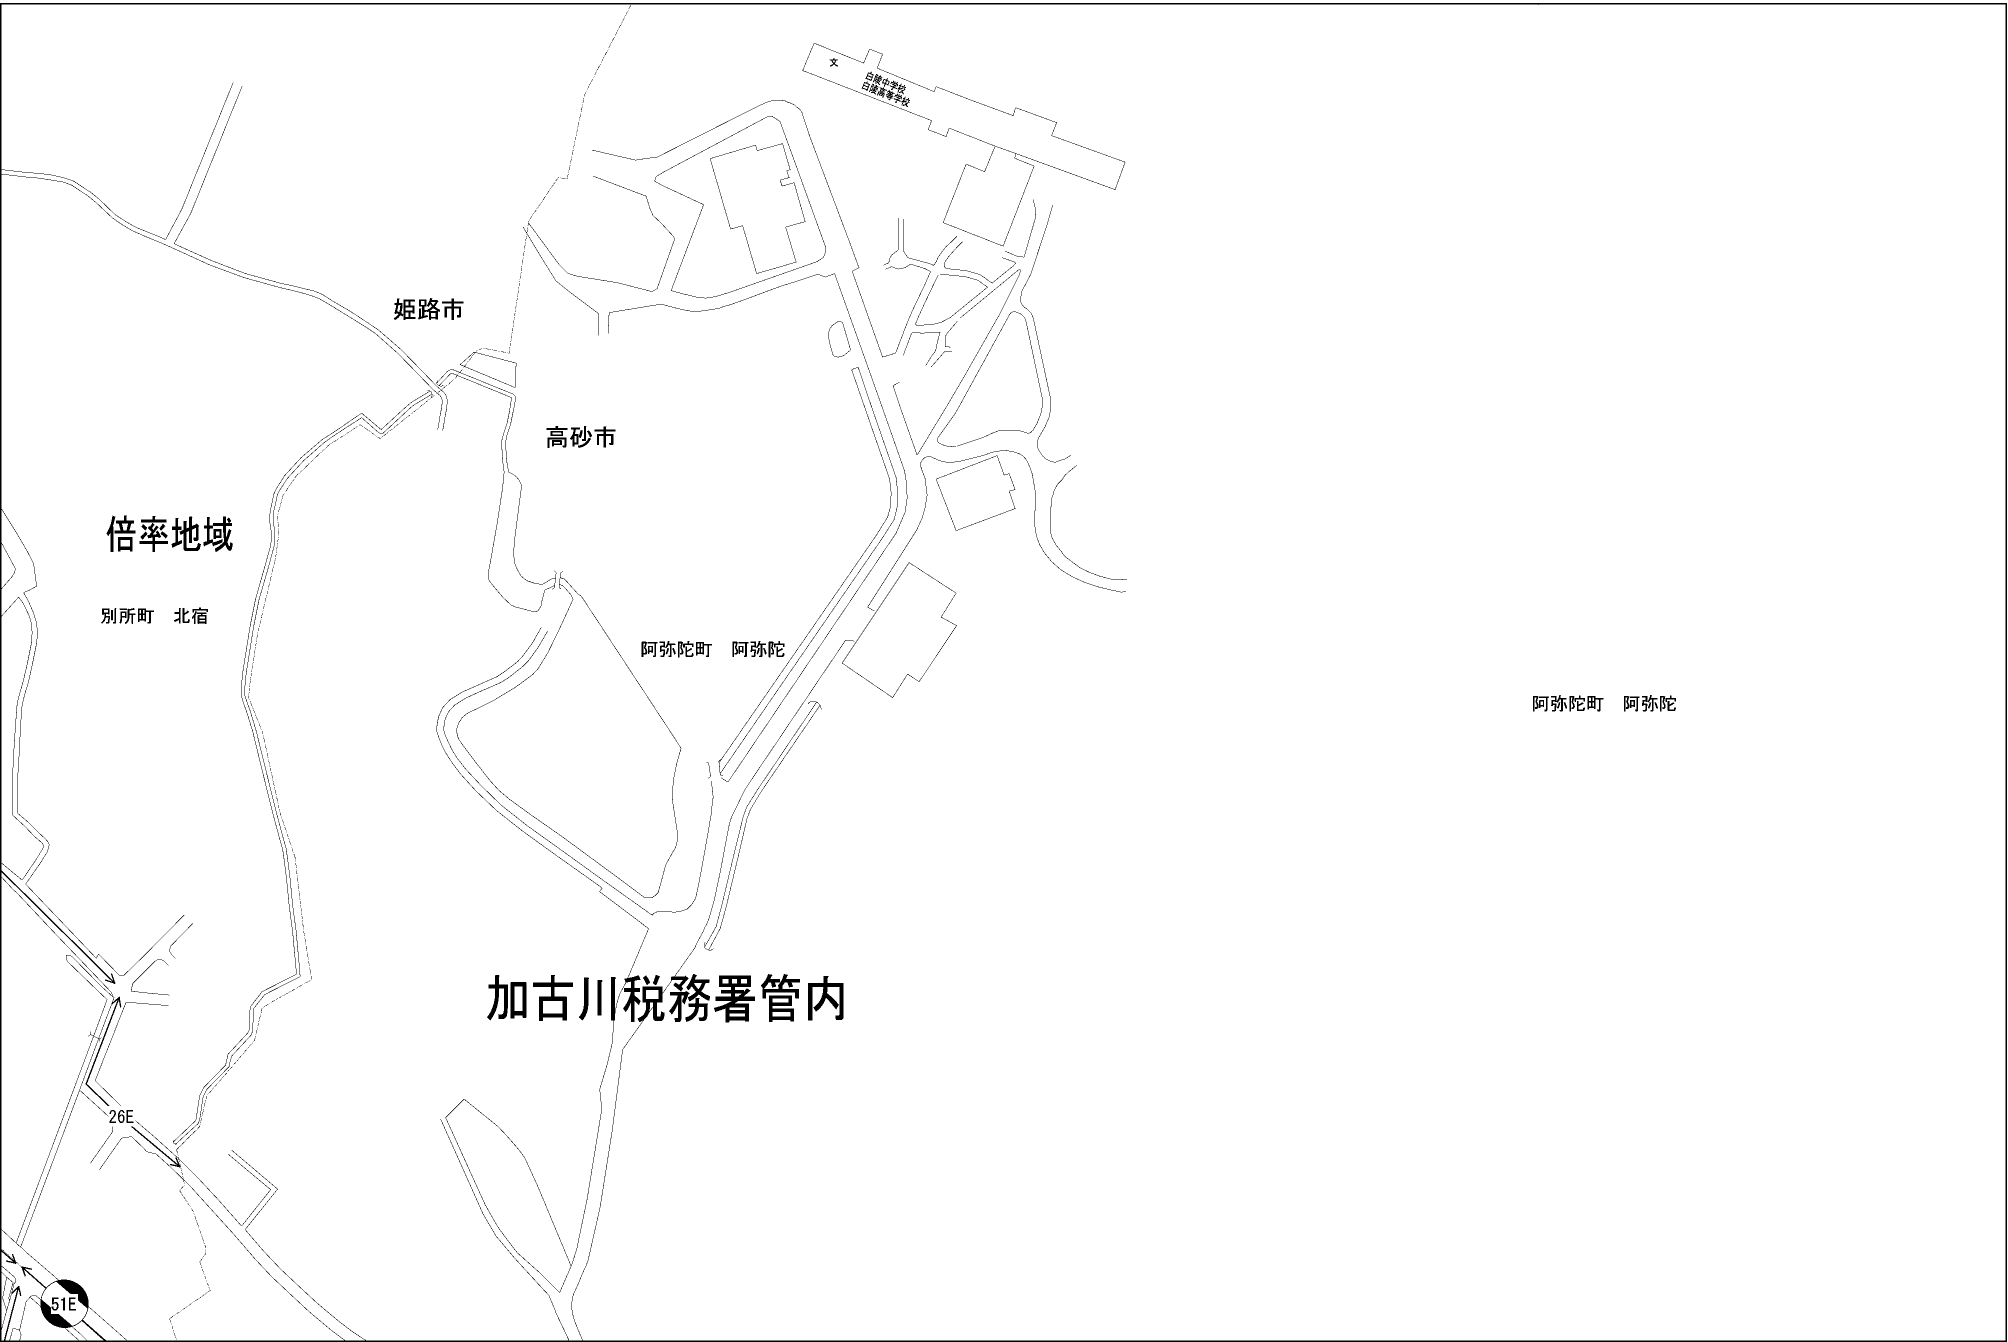 文
白陵中学校
白陵高等学校
姫路市
高砂市
倍率地域
別所町　北宿
阿弥陀町　阿弥陀
阿弥陀町　阿弥陀
加古川税務署管内
26E
51E